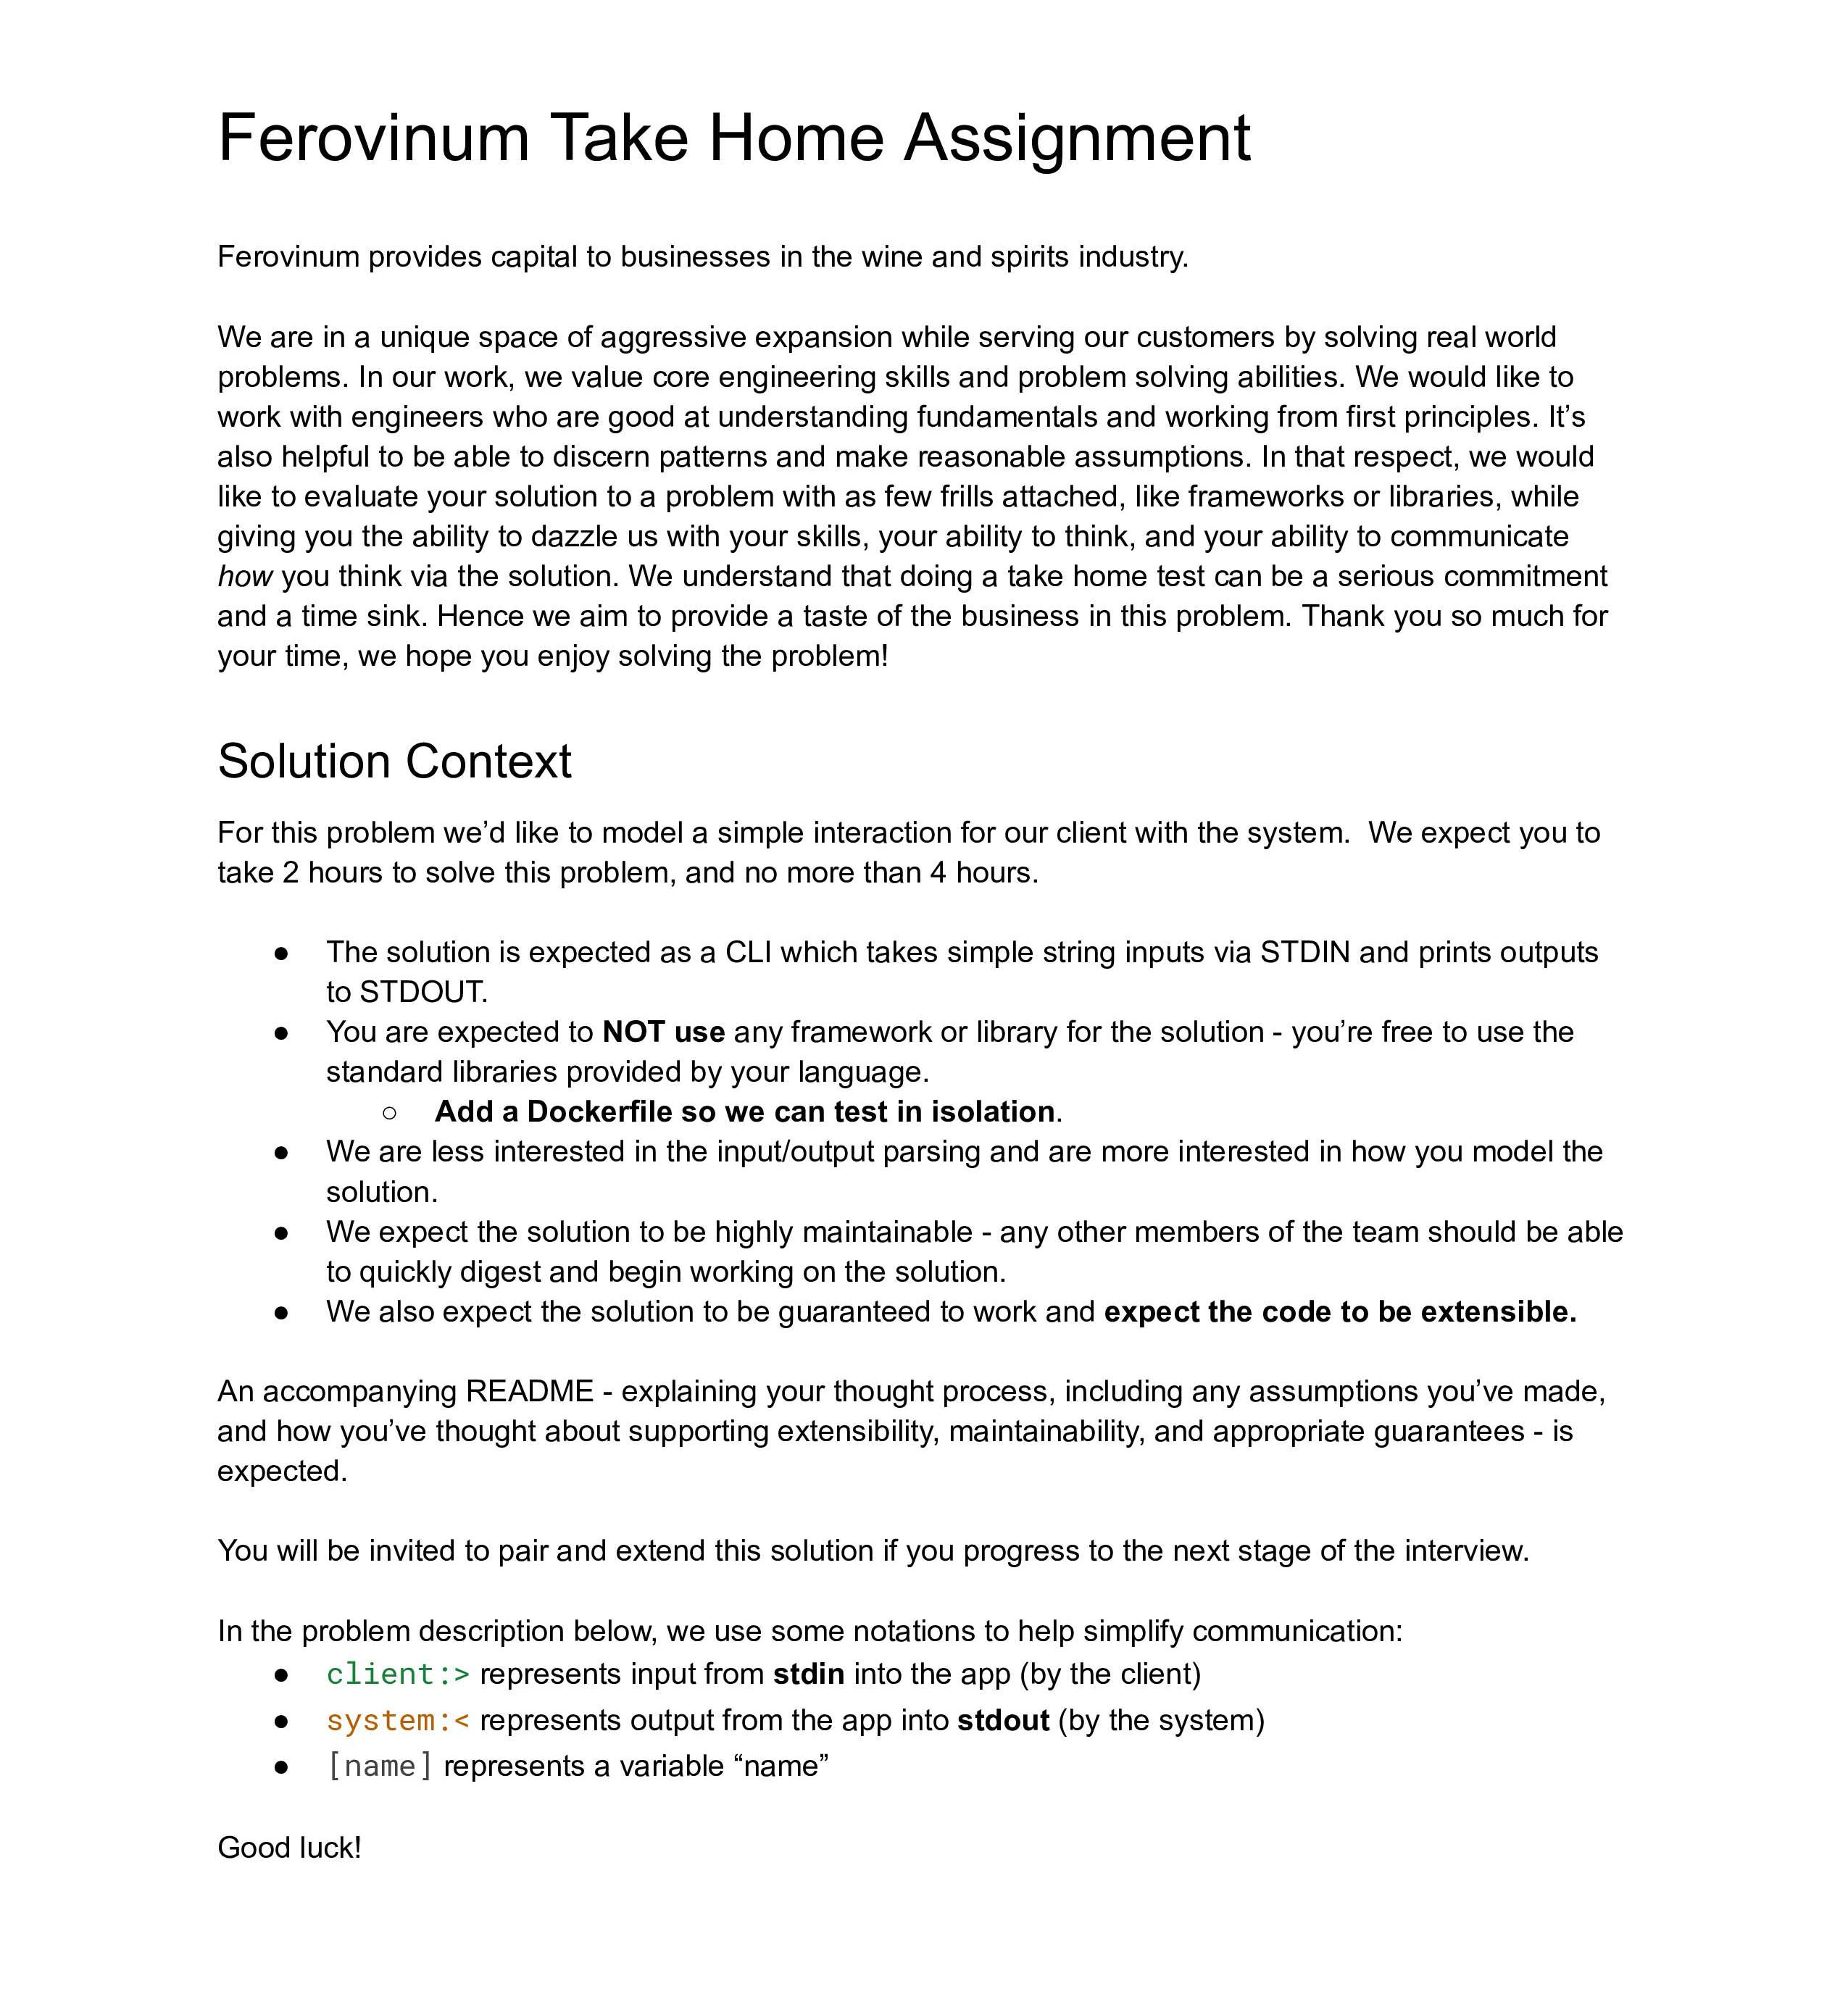 Ferovinum Take Home Assignment
Ferovinum provides capital to businesses in the wine and spirits industry.
We are in a unique space of aggressive expansion while serving our customers by solving real world
problems. In our work, we value core engineering skills and problem solving abilities. We would like to
work with engineers who are good at understanding fundamentals and working from first principles. It’s
also helpful to be able to discern patterns and make reasonable assumptions. In that respect, we would
like to evaluate your solution to a problem with as few frills attached, like frameworks or libraries, while
giving you the ability to dazzle us with your skills, your ability to think, and your ability to communicate
how you think via the solution. We understand that doing a take home test can be a serious commitment
and a time sink. Hence we aim to provide a taste of the business in this problem. Thank you so much for
your time, we hope you enjoy solving the problem!
Solution Context
For this problem we’d like to model a simple interaction for our client with the system.  We expect you to
take 2 hours to solve this problem, and no more than 4 hours.
● The solution is expected as a CLI which takes simple string inputs via STDIN and prints outputs
to STDOUT.
● You are expected to NOT use any framework or library for the solution - you’re free to use the
standard libraries provided by your language.
○ Add a Dockerfile so we can test in isolation.
● We are less interested in the input/output parsing and are more interested in how you model the
solution.
● We expect the solution to be highly maintainable - any other members of the team should be able
to quickly digest and begin working on the solution.
● We also expect the solution to be guaranteed to work and expect the code to be extensible.
An accompanying README - explaining your thought process, including any assumptions you’ve made,
and how you’ve thought about supporting extensibility, maintainability, and appropriate guarantees - is
expected.
You will be invited to pair and extend this solution if you progress to the next stage of the interview.
In the problem description below, we use some notations to help simplify communication:
● client:> represents input from stdin into the app (by the client)
● system:< represents output from the app into stdout (by the system)
● [name] represents a variable “name”
Good luck!